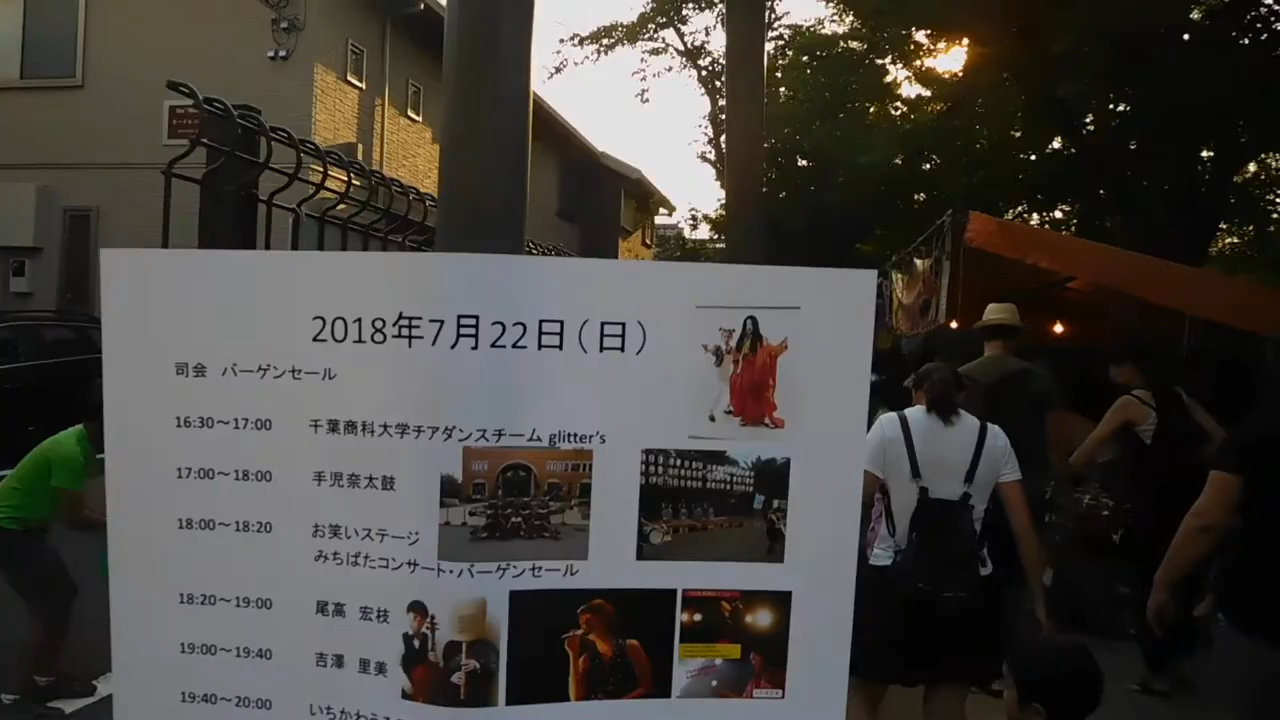 2018年7月22日（日）
司会 バーゲンセール
16:30～17:00 千葉商科大学チアダンスチーム glitter's
17:00～18:00 手児奈太鼓
18:00～18:20 お笑いステージ
みちばたコンサート・バーゲンセール
18:20～19:00 尾高 宏枝
19:00～19:40 吉澤 里美
19:40～20:00 いちかわ